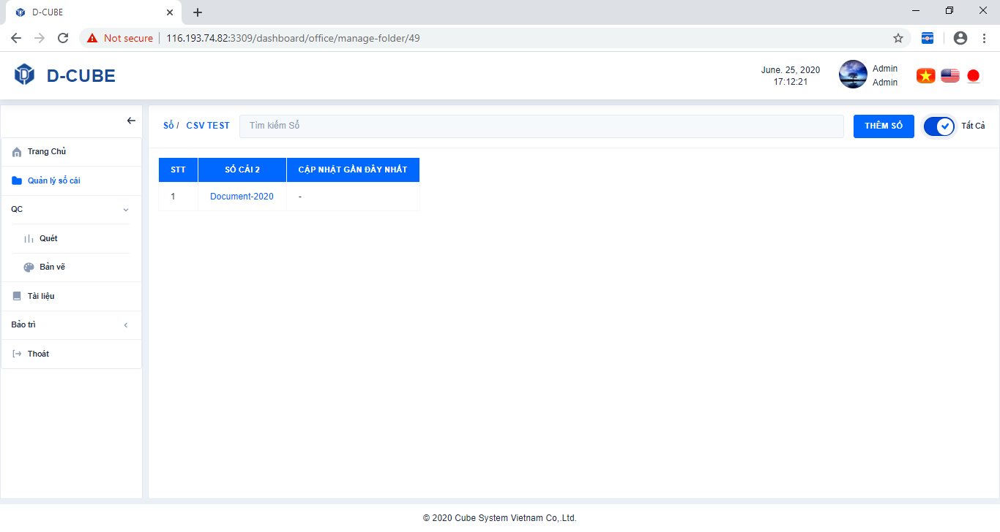 D-CUBE
Not secure
116.193.74.82:3309/dashboard/office/manage-folder/49
D-CUBE
June. 25, 2020
17:12:21
Admin
Admin
Sổ / CSV TEST
Tìm kiếm Sổ
THÊM SỔ
Tất Cả
Trang Chủ
Quản lý sổ cái
QC
Quét
Bản vẽ
Tài liệu
Bảo trì
Thoát
STT SỔ CÁI 2 CẬP NHẬT GẦN ĐÂY NHẤT
1 Document-2020 -
© 2020 Cube System Vietnam Co,.Ltd.